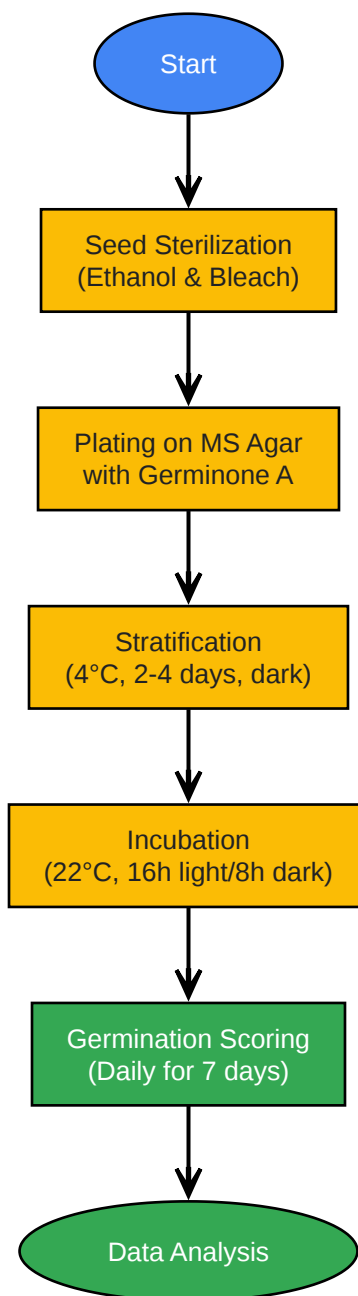 Start
Seed Sterilization
(Ethanol & Bleach)
Plating on MS Agar
with Germinone A
Stratification
(4°C, 2-4 days, dark)
Incubation
(22°C, 16h light/8h dark)
Germination Scoring
(Daily for 7 days)
Data Analysis